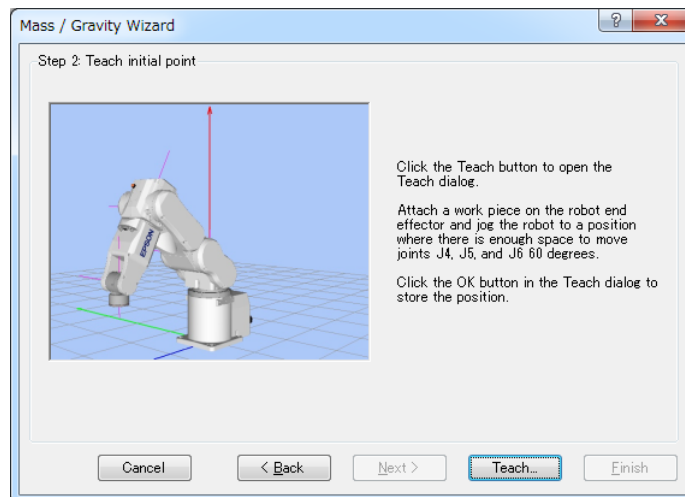 Mass / Gravity Wizard
Step 2: Teach initial point
EPSON
Click the Teach button to open the
Teach dialog.
Attach a work piece on the robot end
effector and jog the robot to a position
where there is enough space to move
joints J4, J5, and J6 60 degrees.
Click the OK button in the Teach dialog to
store the position.
Cancel
< Back
Next >
Teach...
Finish